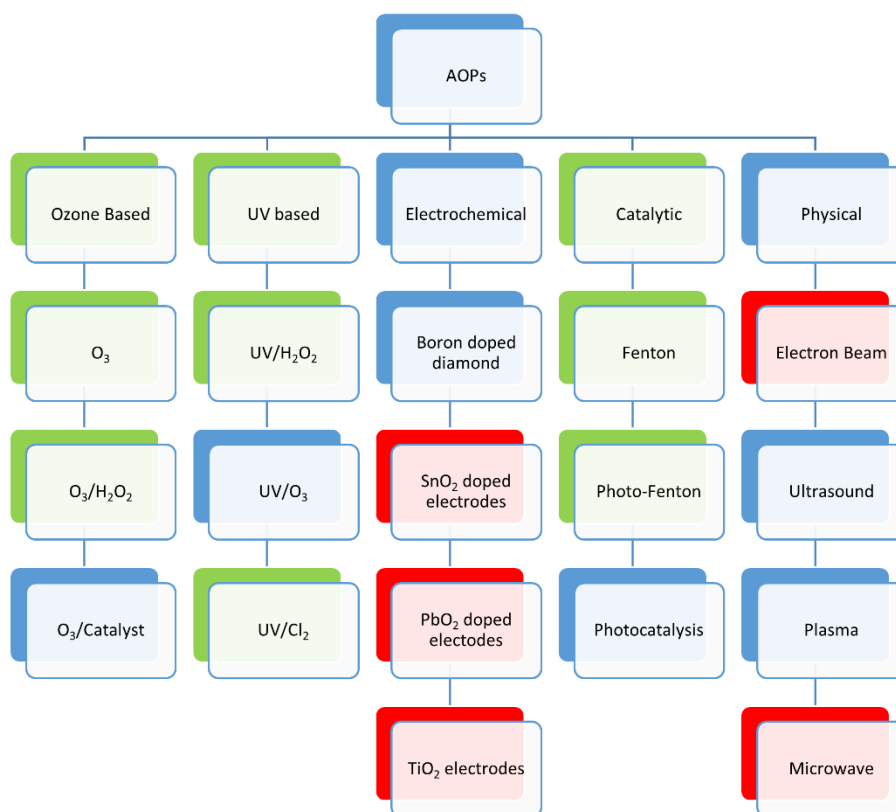 AOPs
Ozone Based
UV based
Electrochemical
Catalytic
Physical
O₃
UV/H₂O₂
Boron doped
diamond
Fenton
Electron Beam
O₃/H₂O₂
UV/O₃
SnO₂ doped
electrodes
Photo-Fenton
Ultrasound
O₃/Catalyst
UV/Cl₂
PbO₂ doped
electodes
Photocatalysis
Plasma
TiO₂ electrodes
Microwave